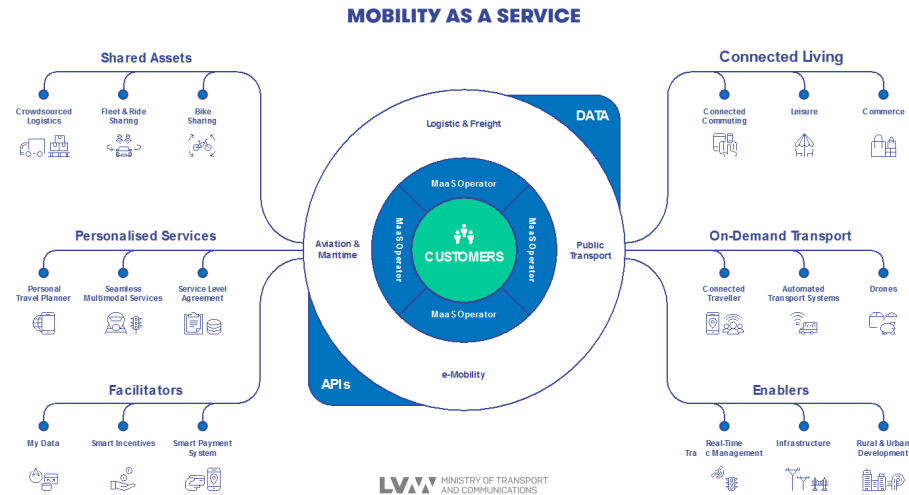 MOBILITY AS A SERVICE
Shared Assets
Crowdsourced
Logistics
Fleet & Ride
Sharing
Bike
Sharing
Personalised Services
Personal
Travel Planner
Seamless
Multimodal Services
Service Level
Agreement
Facilitators
My Data
Smart Incentives
Smart Payment
System
DATA
Logistic & Freight
MaaS Operator
MaaS Operator
CUSTOMERS
MaaS Operator
MaaS Operator
Aviation &
Maritime
Public
Transport
e-Mobility
APIs
Connected Living
Connected
Commuting
Leisure
Commerce
On-Demand Transport
Connected
Traveller
Automated
Transport Systems
Drones
Enablers
Real-Time
Tra c Management
Infrastructure
Rural & Urban
Development
LVM
MINISTRY OF TRANSPORT
AND COMMUNICATIONS